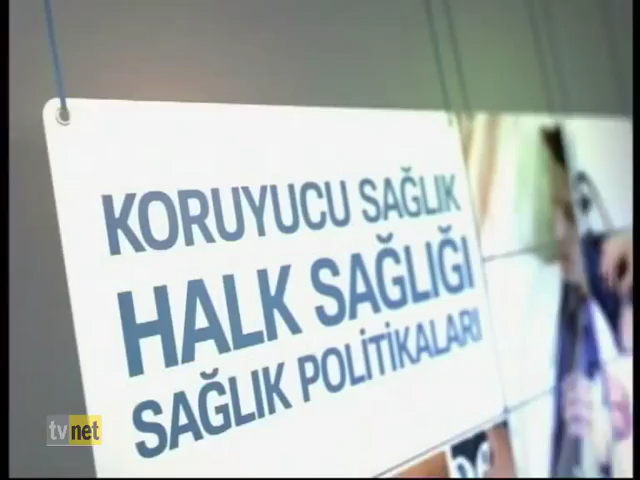 KORUYUCU SAĞLIK
HALK SAĞLIĞI
SAĞLIK POLİTİKALARI
tvnet